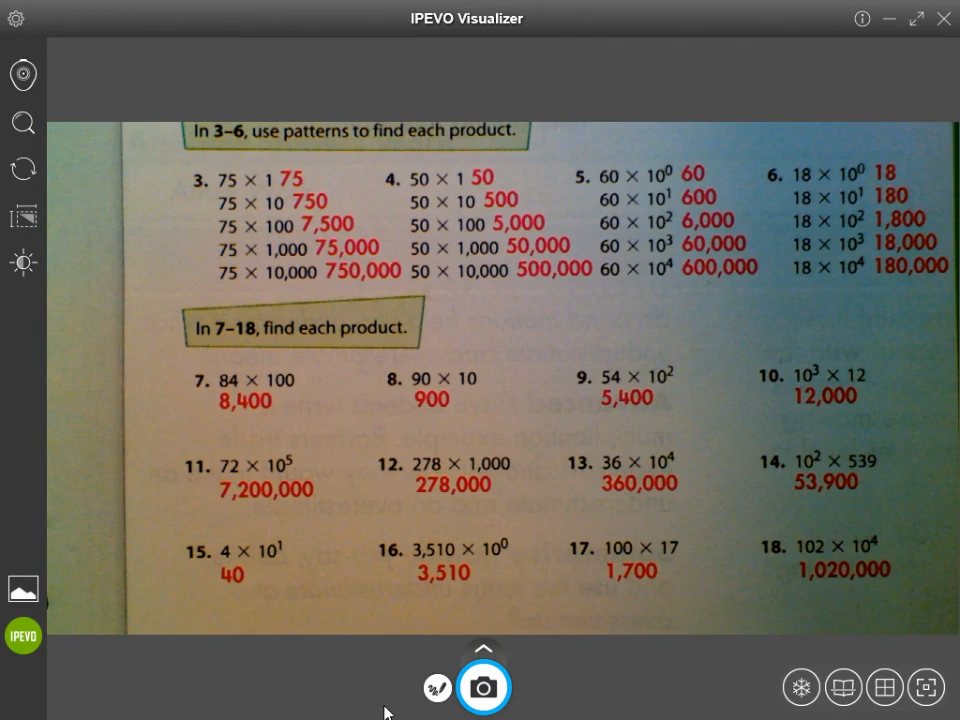 IPEVO Visualizer
In 3–6, use patterns to find each product.
3. 75 × 1 75
75 × 10 750
75 × 100 7,500
75 × 1,000 75,000
75 × 10,000 750,000
4. 50 × 1 50
50 × 10 500
50 × 100 5,000
50 × 1,000 50,000
50 × 10,000 500,000
5. 60 × 10⁰ 60
60 × 10¹ 600
60 × 10² 6,000
60 × 10³ 60,000
60 × 10⁴ 600,000
6. 18 × 10⁰ 18
18 × 10¹ 180
18 × 10² 1,800
18 × 10³ 18,000
18 × 10⁴ 180,000
In 7–18, find each product.
7. 84 × 100
8,400
8. 90 × 10
900
9. 54 × 10²
5,400
10. 10³ × 12
12,000
11. 72 × 10⁵
7,200,000
12. 278 × 1,000
278,000
13. 36 × 10⁴
360,000
14. 10² × 539
53,900
15. 4 × 10¹
40
16. 3,510 × 10⁰
3,510
17. 100 × 17
1,700
18. 102 × 10⁴
1,020,000
IPEVO